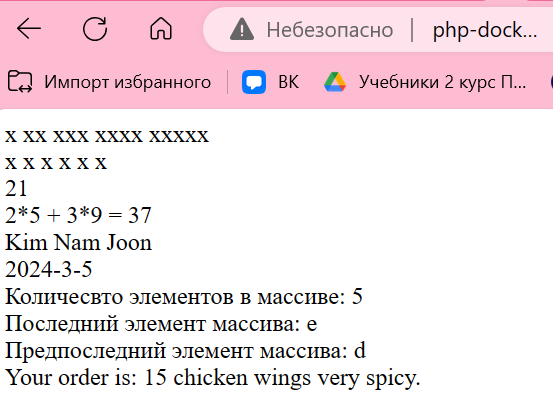 Небезопасно php-dock...
Импорт избранного ВК Учебники 2 курс П...
x xx xxx xxxx xxxxx
x x x x x x
21
2*5 + 3*9 = 37
Kim Nam Joon
2024-3-5
Количесвто элементов в массиве: 5
Последний элемент массива: e
Предпоследний элемент массива: d
Your order is: 15 chicken wings very spicy.